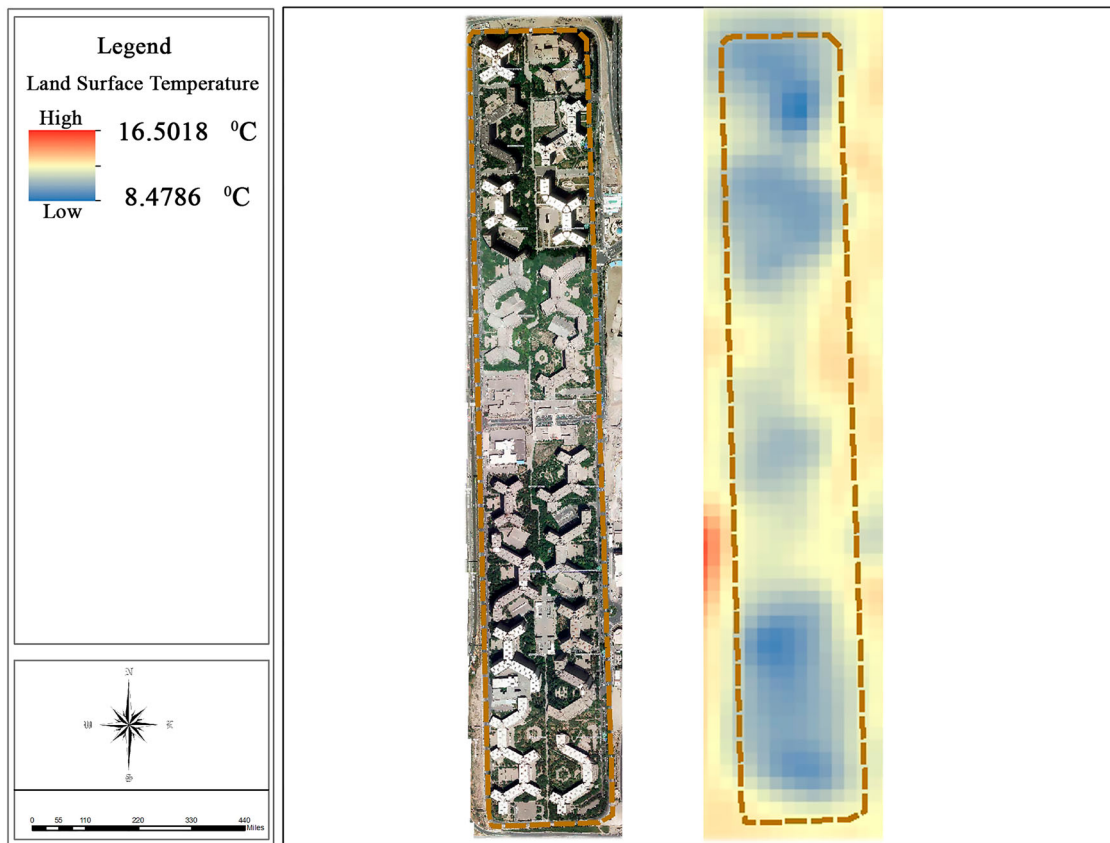 Legend
Land Surface Temperature
High
16.5018 ⁰C
8.4786 ⁰C
Low
N
S
0 55 110 220 330 440
Miles